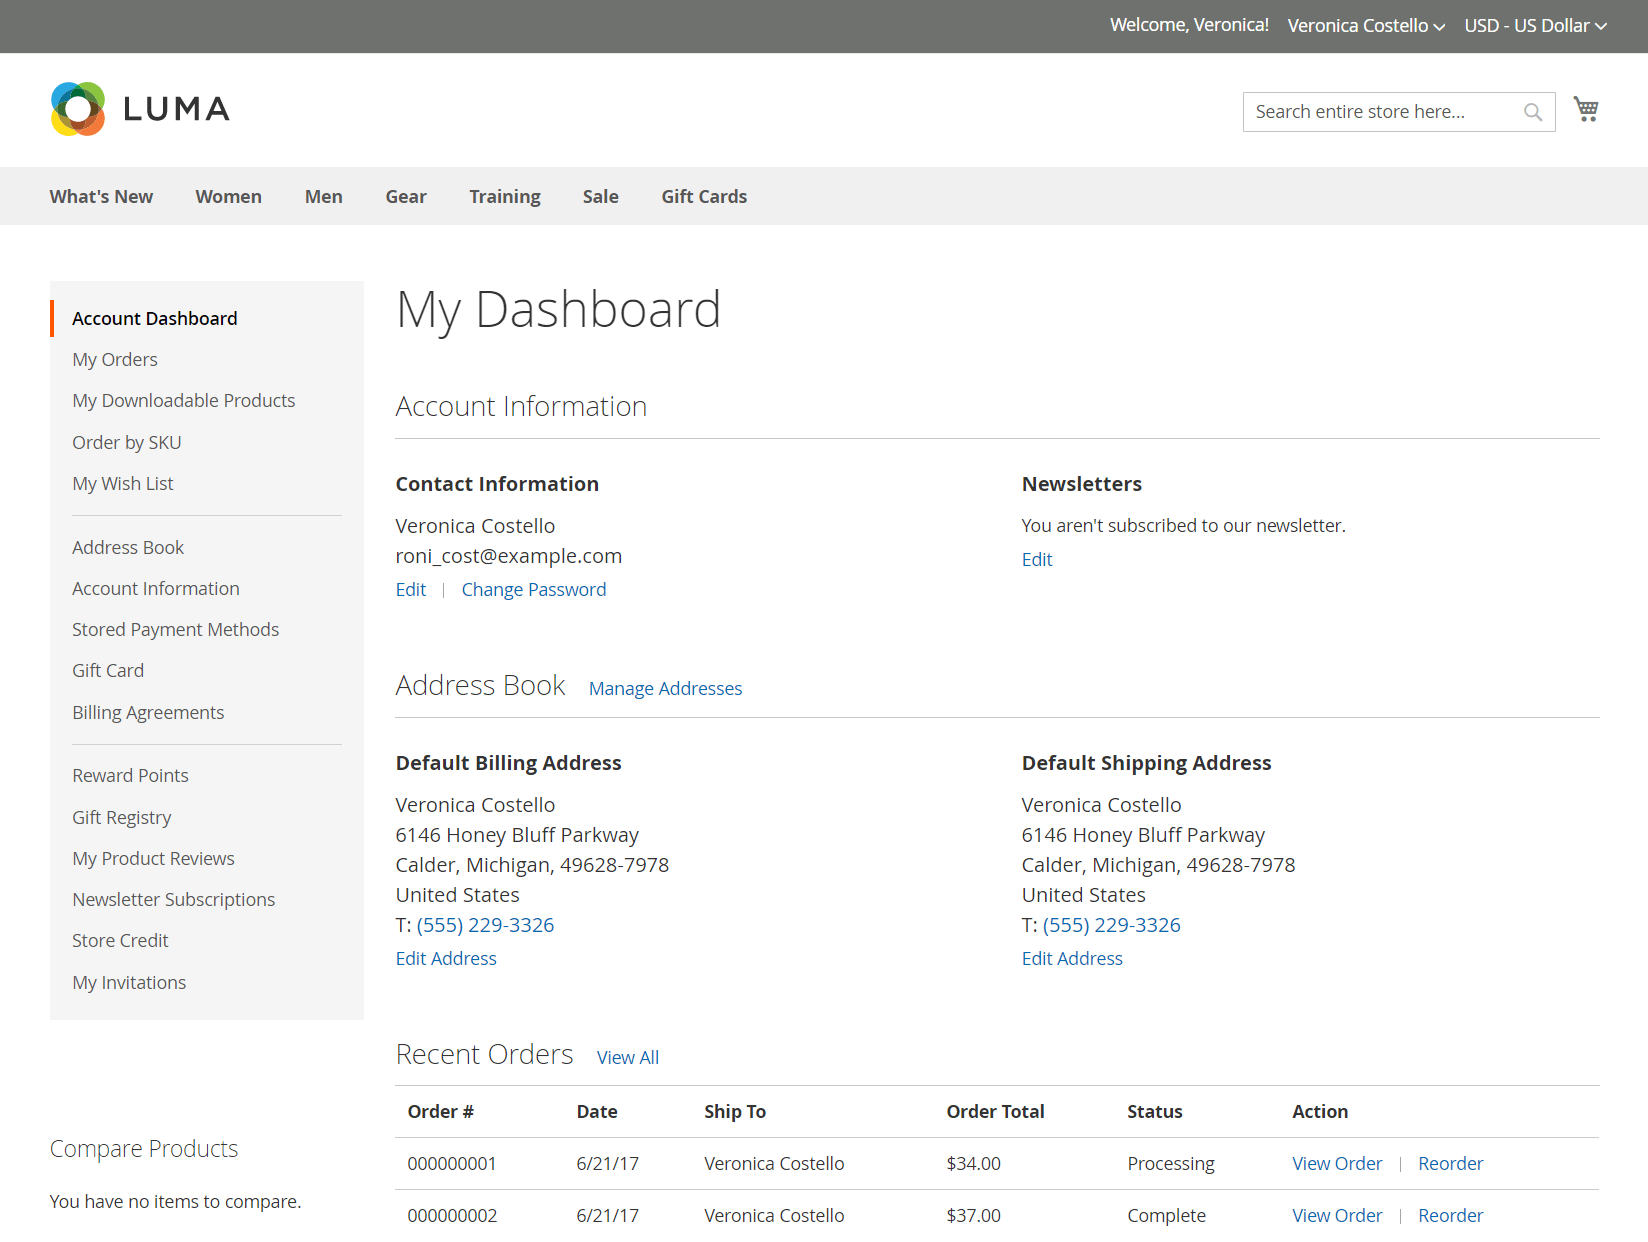 Welcome, Veronica! Veronica Costello USD - US Dollar
LUMA
Search entire store here...
What's New Women Men Gear Training Sale Gift Cards
Account Dashboard
My Orders
My Downloadable Products
Order by SKU
My Wish List
Address Book
Account Information
Stored Payment Methods
Gift Card
Billing Agreements
Reward Points
Gift Registry
My Product Reviews
Newsletter Subscriptions
Store Credit
My Invitations
Compare Products
You have no items to compare.
My Dashboard
Account Information
Contact Information
Veronica Costello
roni_cost@example.com
Edit | Change Password
Newsletters
You aren't subscribed to our newsletter.
Edit
Address Book Manage Addresses
Default Billing Address
Veronica Costello
6146 Honey Bluff Parkway
Calder, Michigan, 49628-7978
United States
T: (555) 229-3326
Edit Address
Default Shipping Address
Veronica Costello
6146 Honey Bluff Parkway
Calder, Michigan, 49628-7978
United States
T: (555) 229-3326
Edit Address
Recent Orders View All
Order # Date Ship To Order Total Status Action
000000001 6/21/17 Veronica Costello $34.00 Processing View Order | Reorder
000000002 6/21/17 Veronica Costello $37.00 Complete View Order | Reorder